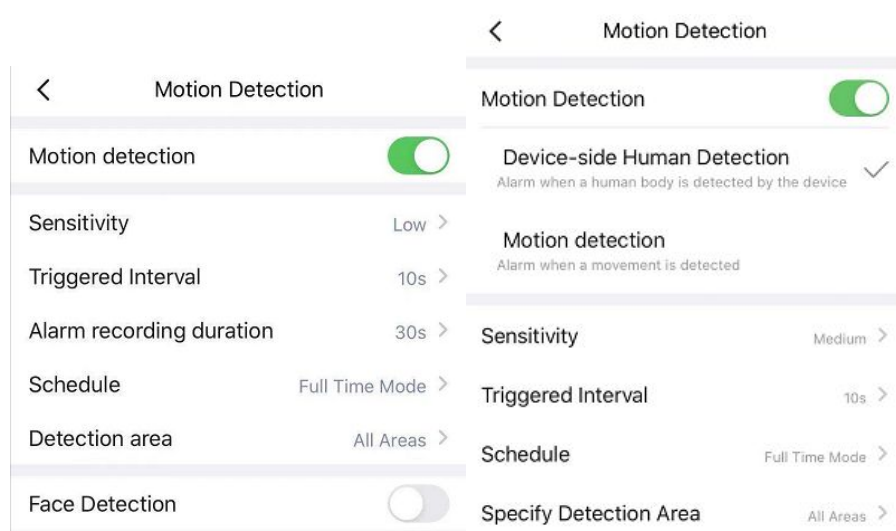 Motion Detection
Motion detection
Sensitivity Low
Triggered Interval 10s
Alarm recording duration 30s
Schedule Full Time Mode
Detection area All Areas
Face Detection
Motion Detection
Motion Detection
Device-side Human Detection
Alarm when a human body is detected by the device
Motion detection
Alarm when a movement is detected
Sensitivity Medium
Triggered Interval 10s
Schedule Full Time Mode
Specify Detection Area All Areas